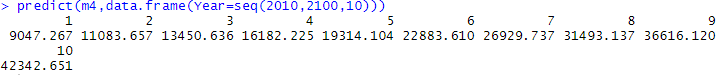 > predict(m4,data.frame(Year=seq(2010,2100,10)))
1 2 3 4 5 6 7 8 9
9047.267 11083.657 13450.636 16182.225 19314.104 22883.610 26929.737 31493.137 36616.120
10
42342.651